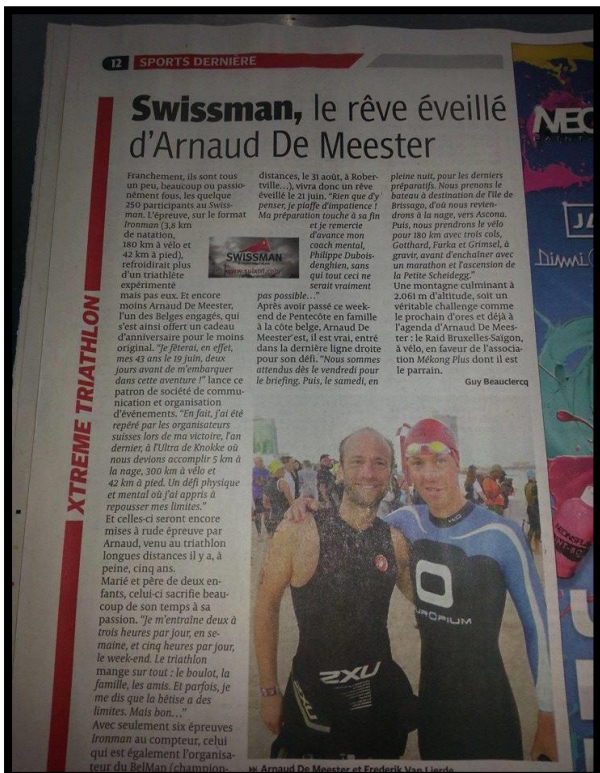 12 SPORTS DERNIÈRE
Swissman, le rêve éveillé
d'Arnaud De Meester
XTREME TRIATHLON
Franchement, ils sont tous
un peu, beaucoup ou passion-
nément fous, les quelque
250 participants au Swiss-
man. L'épreuve, sur le format
Ironman (3,8 km
de natation,
180 km à vélo et
42 km à pied),
refroidirait plus
d'un triathlète
expérimenté
mais pas eux. Et encore
moins Arnaud De Meester,
l'un des Belges engagés, qui
s'est ainsi offert un cadeau
d'anniversaire pour le moins
original. "Je fêterai, en effet,
mes 43 ans le 19 juin, deux
jours avant de m'embarquer
dans cette aventure !" lance ce
patron de société de commu-
nication et organisation
d'événements. "En fait, j'ai été
repéré par les organisateurs
suisses lors de ma victoire, l'an
dernier, à l'Ultra de Knokke où
nous devions accomplir 5 km à
la nage, 300 km à vélo et
42 km à pied. Un défi physique
et mental où j'ai appris à
repousser mes limites."
Et celles-ci seront encore
mises à rude épreuve par
Arnaud, venu au triathlon
longues distances il y a, à
peine, cinq ans.
Marié et père de deux en-
fants, celui-ci sacrifie beau-
coup de son temps à sa
passion. "Je m'entraîne deux à
trois heures par jour, en se-
maine, et cinq heures par jour,
le week-end. Le triathlon
mange sur tout : le boulot, la
famille, les amis. Et parfois, je
me dis que la bêtise a des
limites. Mais bon…"
Avec seulement six épreuves
Ironman au compteur, celui
qui est également l'organisa-
teur du BelMan (champion-
distances, le 31 août, à Rober-
tville…), vivra donc un rêve
éveillé le 21 juin. "Rien que d'y
penser, je piaffe d'impatience !
Ma préparation touche à sa fin
et je remercie
d'avance mon
coach mental,
Philippe Dubois-
denghien, sans
qui tout ceci ne
serait vraiment
pas possible…"
Après avoir passé ce week-
end de Pentecôte en famille
à la côte belge, Arnaud De
Meester est, il est vrai, entré
dans la dernière ligne droite
pour son défi. "Nous sommes
attendus dès le vendredi pour
le briefing. Puis, le samedi, en
SWISSMAN
pleine nuit, pour les derniers
préparatifs. Nous prenons le
bateau à destination de l'île de
Brissago, d'où nous revien-
drons à la nage, vers Ascona.
Puis, nous prendrons le vélo
pour 180 km avec trois cols,
Gotthard, Furka et Grimsel, à
gravir, avant d'enchaîner avec
un marathon et l'ascension de
la Petite Scheidegg."
Une montagne culminant à
2.061 m d'altitude, soit un
véritable challenge comme
le prochain d'ores et déjà à
l'agenda d'Arnaud De Mees-
ter : le Raid Bruxelles-Saïgon,
à vélo, en faveur de l'associa-
tion Mékong Plus dont il est
le parrain.
Guy Beauclercq
2XU
EUROPIUM
Arnaud De Meester et Frederik Van Lierde
NEO
JA